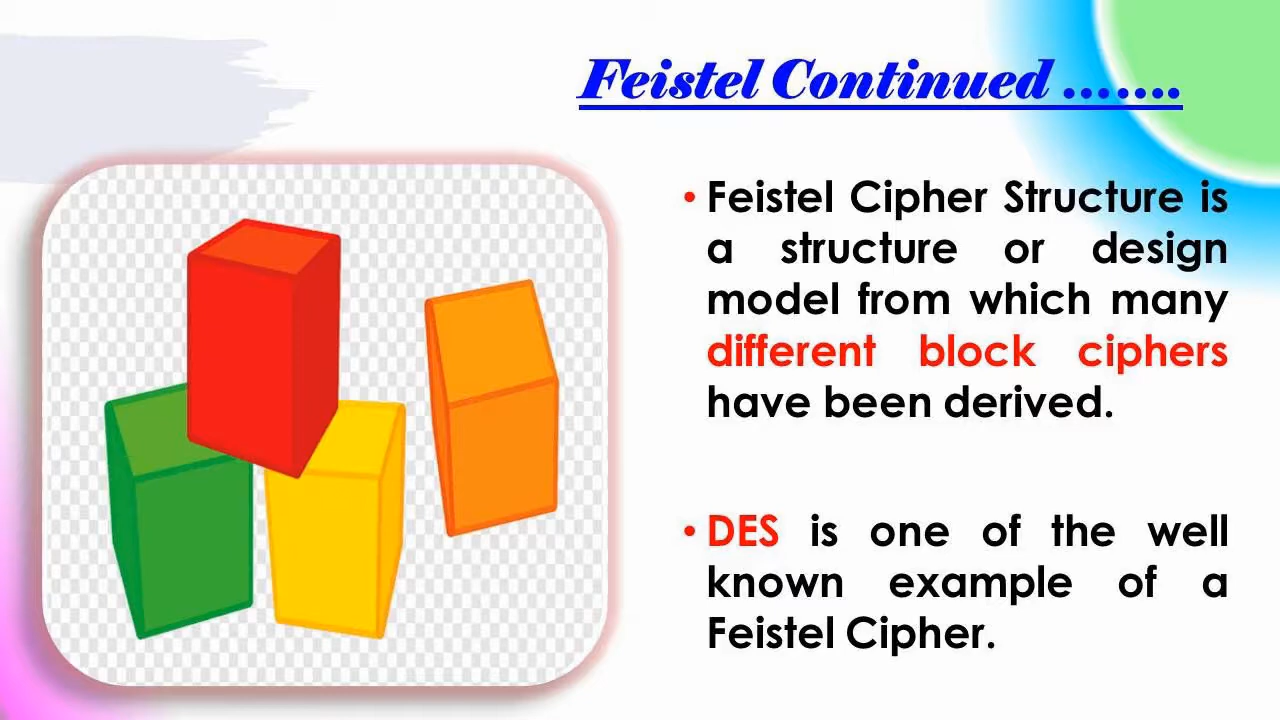 Feistel Continued .......
• Feistel Cipher Structure is
a structure or design
model from which many
different block ciphers
have been derived.
• DES is one of the well
known example of a
Feistel Cipher.